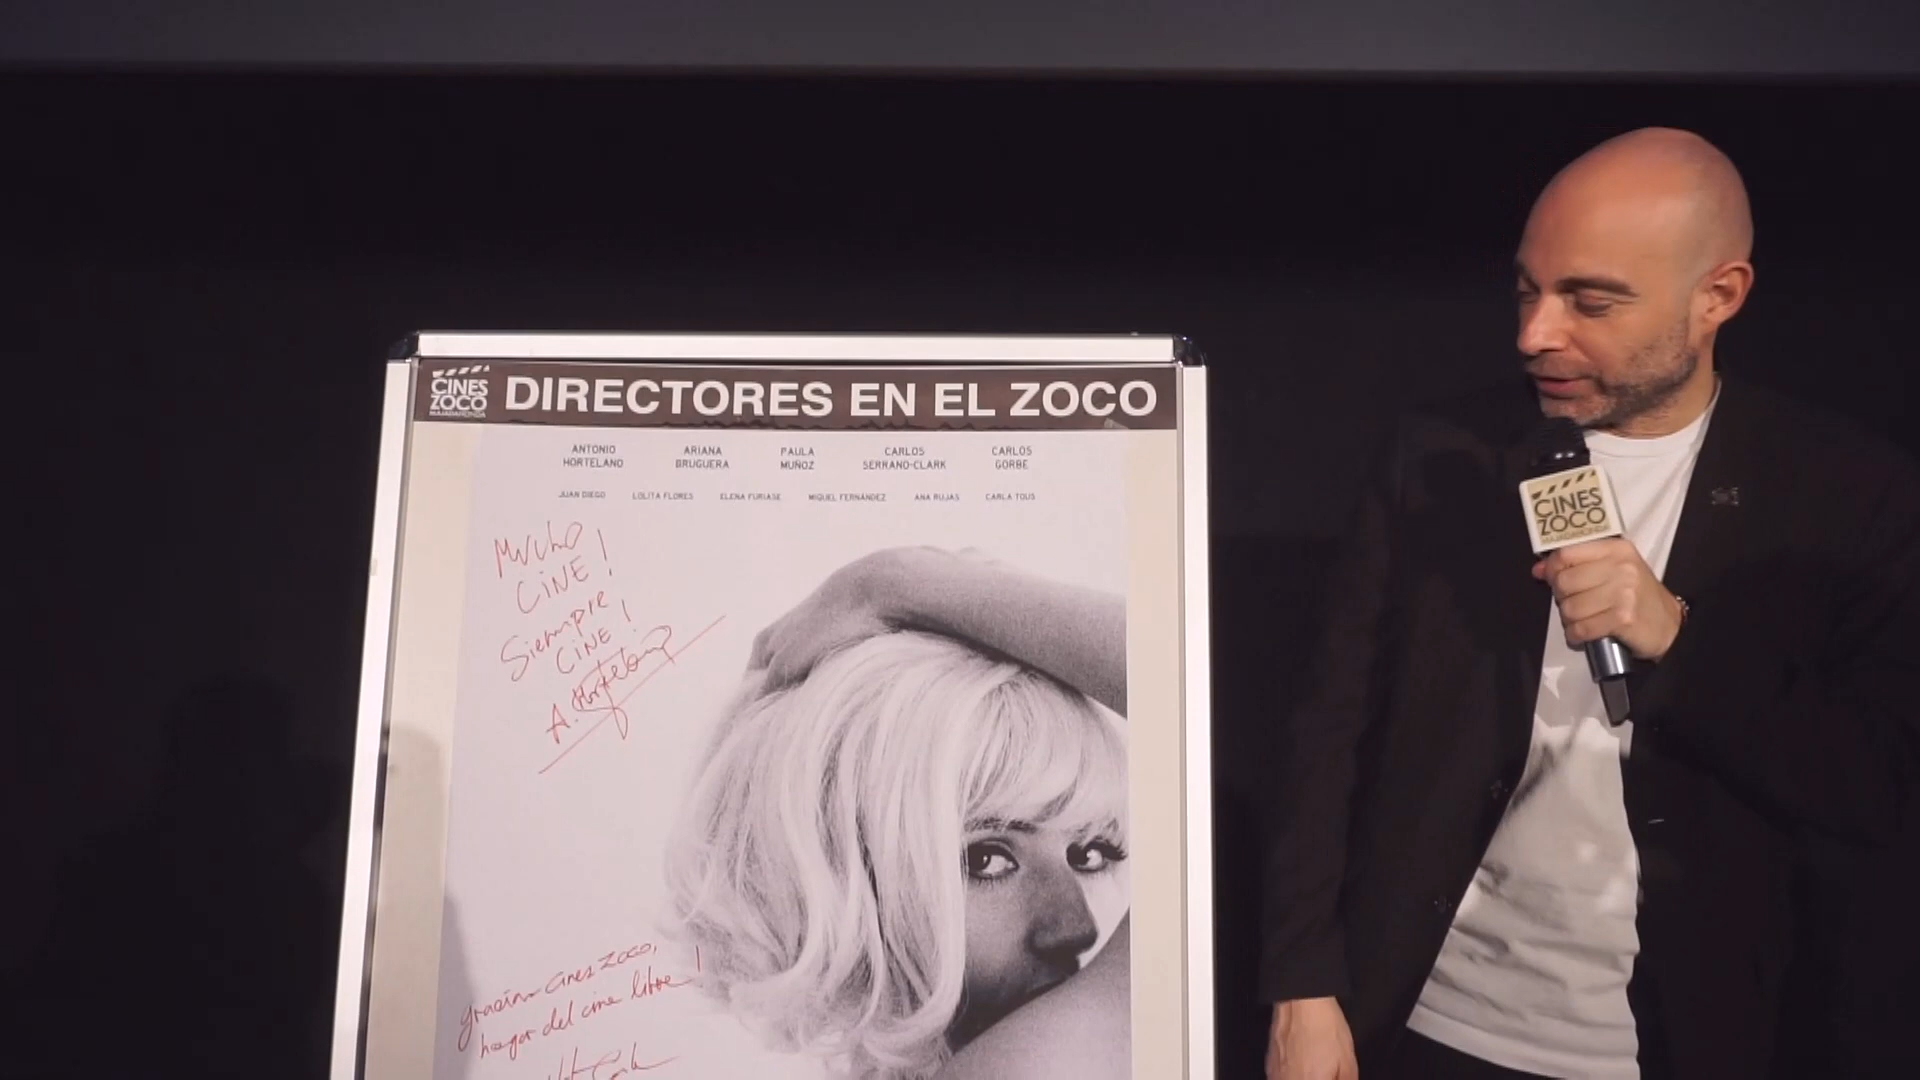 CINES
ZOCO
MAJADAHONDA
DIRECTORES EN EL ZOCO
ANTONIO HORTELANO
ARIANA BRUGUERA
PAULA MUÑOZ
CARLOS SERRANO-CLARK
CARLOS GORBE
JUAN DIEGO LOLITA FLORES ELENA FURIASE MIGUEL FERNÁNDEZ ANA RUJAS CARLA TOUS
MUCHO
CINE!
Siempre
CINE!
A. Hortelano
gracias Cines Zoco,
hogar del cine libre!
CINES
ZOCO
MAJADAHONDA